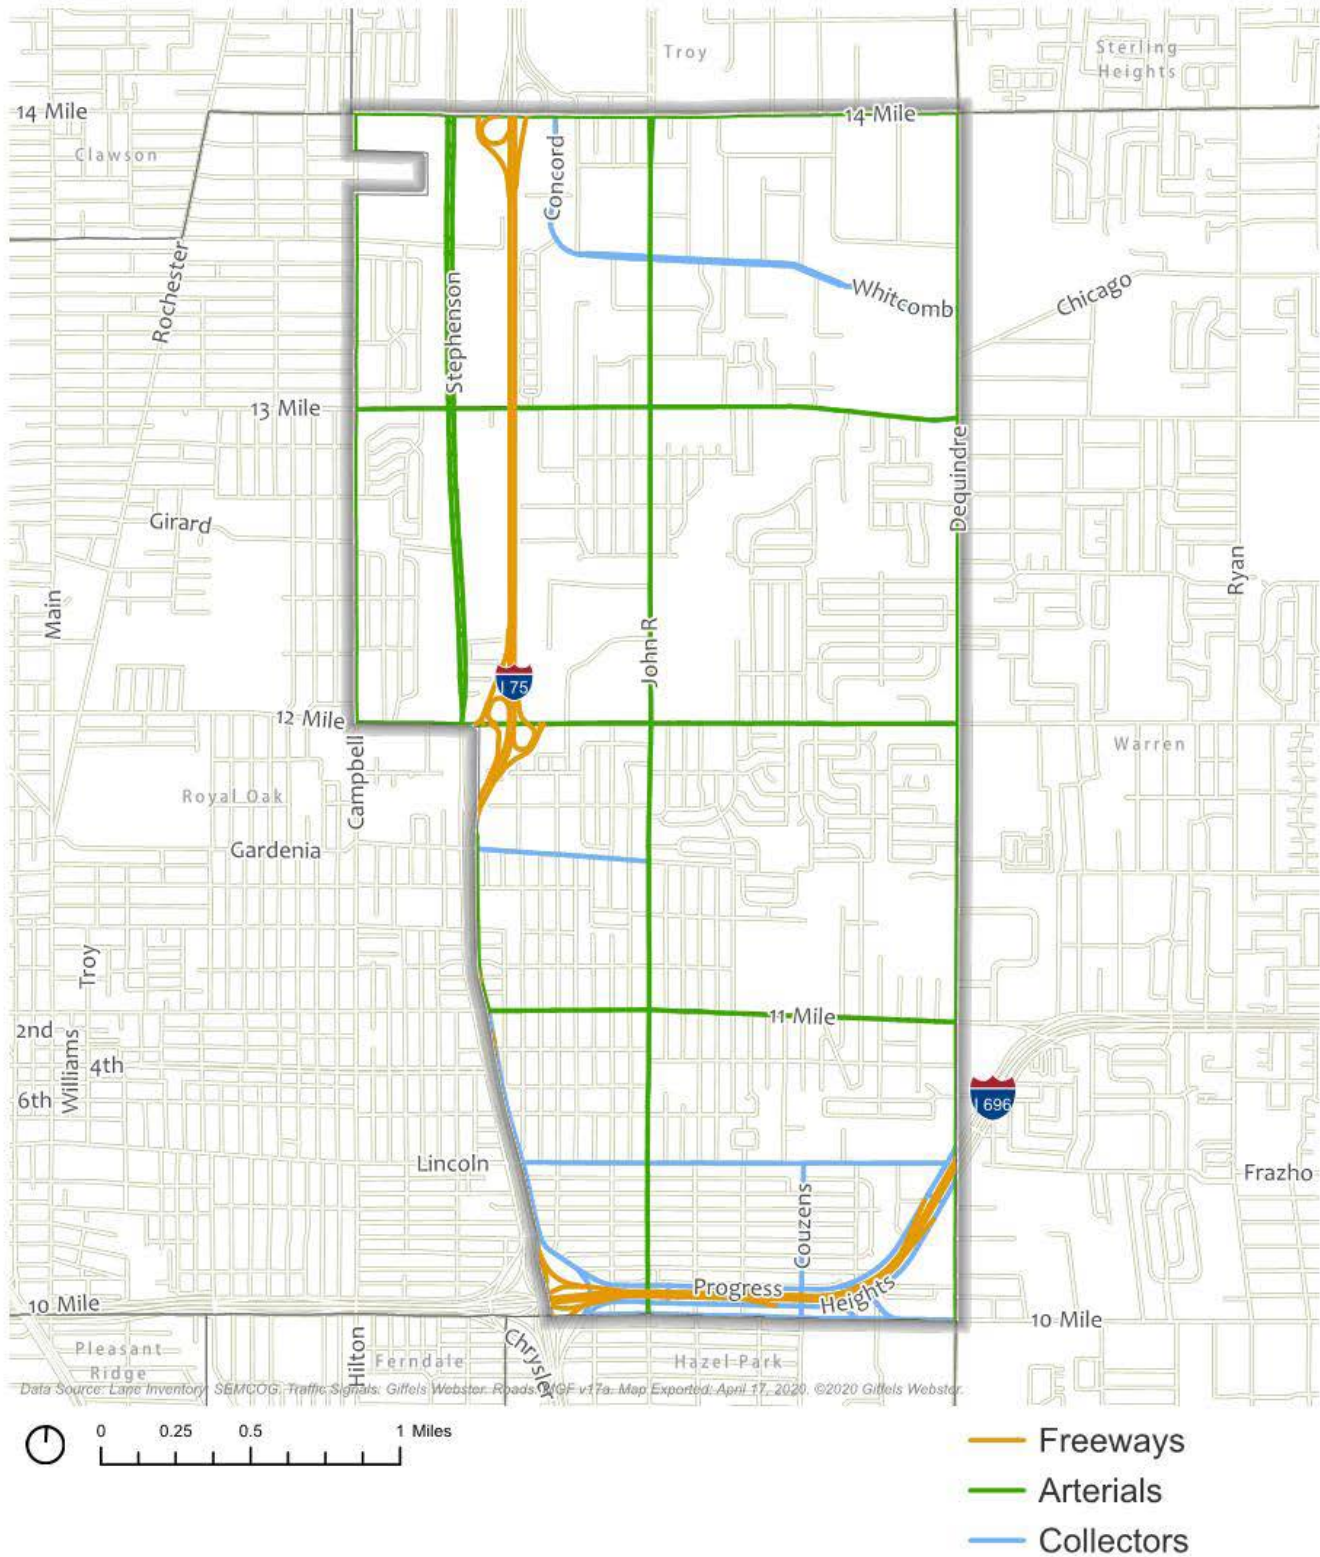 Troy
Sterling
Heights
14 Mile
14 Mile
Clawson
Concord
Rochester
Stephenson
Whitcomb
Chicago
13 Mile
Dequindre
Girard
Ryan
Main
John R
I 75
12 Mile
Campbell
Warren
Royal Oak
Gardenia
Troy
11 Mile
2nd
Williams
4th
6th
I 696
Lincoln
Couzens
Frazho
Progress
Heights
10 Mile
10 Mile
Pleasant
Ridge
Hilton
Ferndale
Chrysler
Hazel Park
Data Source: Lane Inventory: SEMCOG. Traffic Signals: Giffels Webster. Roads: MGF v17a. Map Exported: April 17, 2020. ©2020 Giffels Webster.
0 0.25 0.5 1 Miles
Freeways
Arterials
Collectors